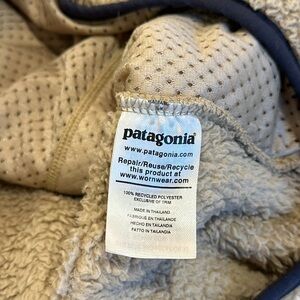 patagonia®
www.patagonia.com
Repair/Reuse/Recycle
this product at
www.wornwear.com
100% RECYCLED POLYESTER
EXCLUSIVE OF TRIM
MADE IN THAILAND
FABRIQUÉ EN THAÏLANDE
HECHO EN TAILANDIA
FATTO IN TAILANDIA